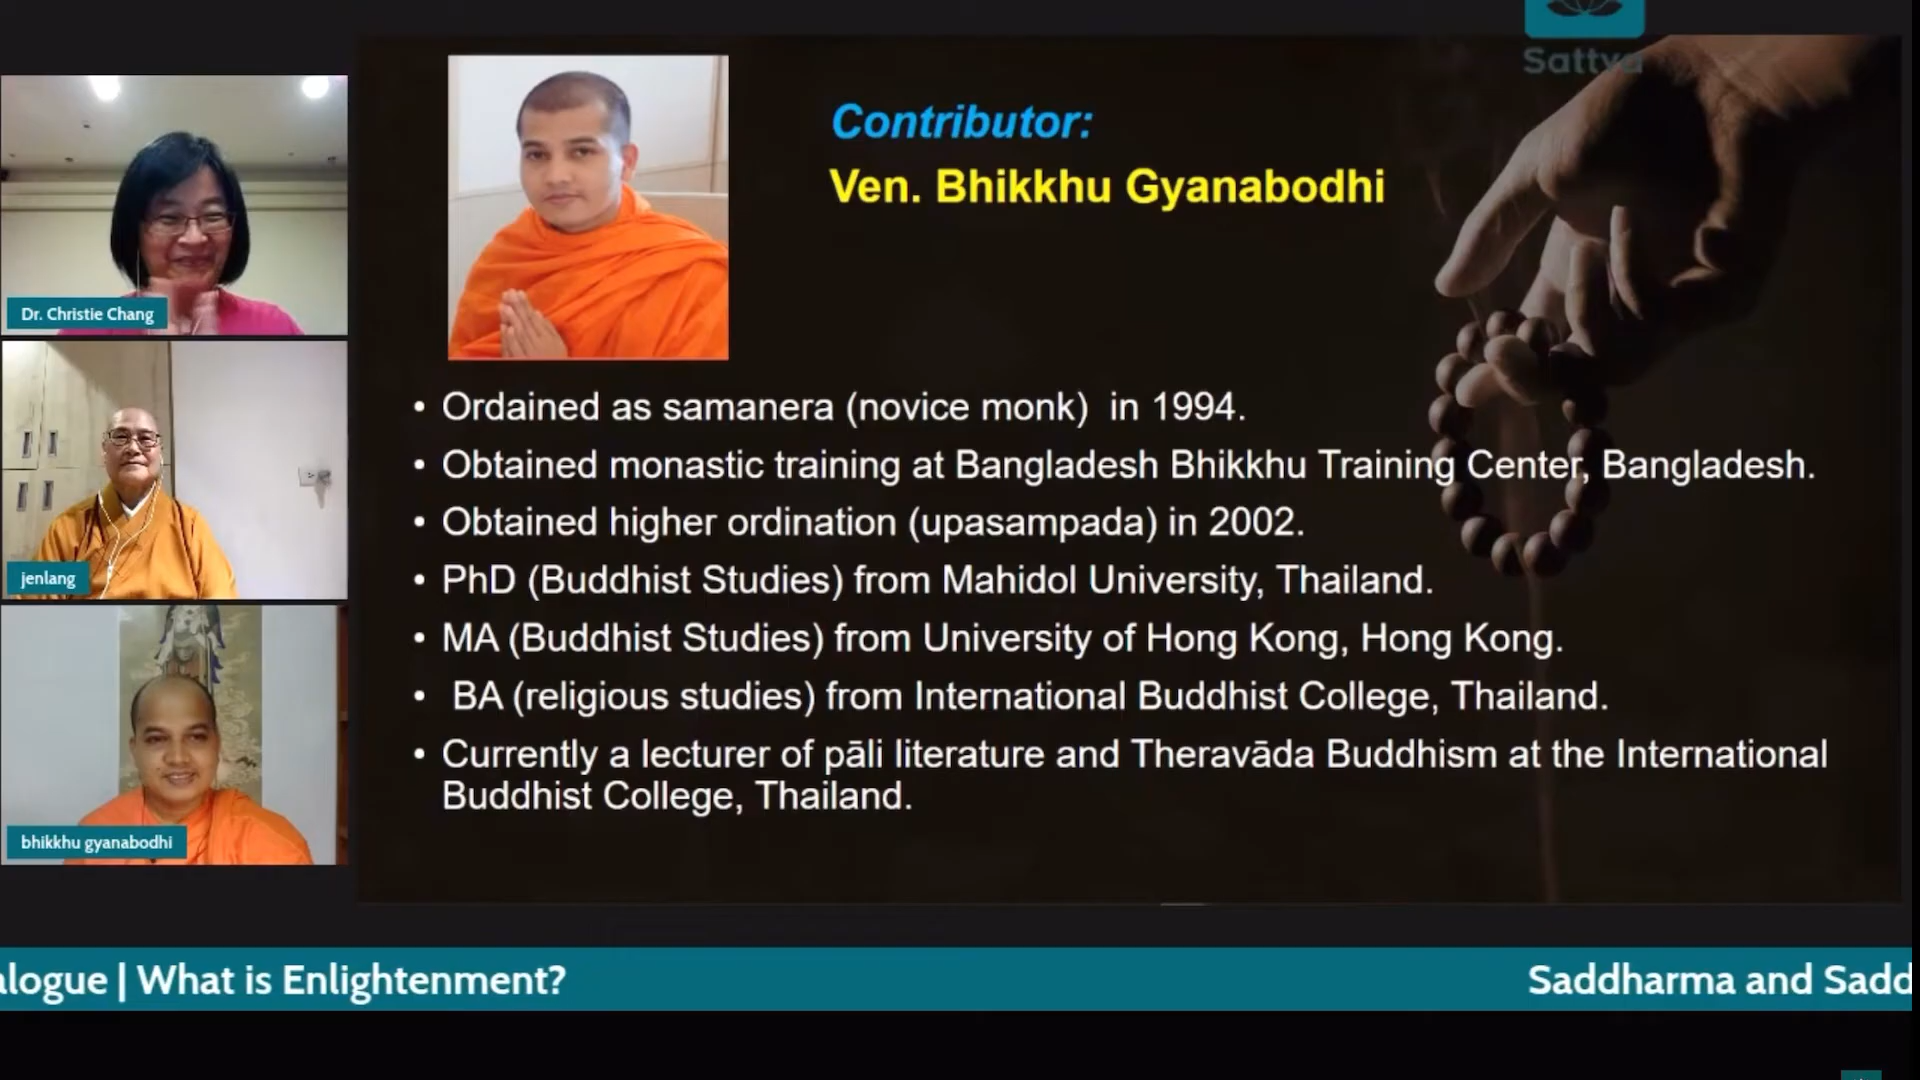 Sattva
Contributor:
Ven. Bhikkhu Gyanabodhi
Dr. Christie Chang
jenlang
bhikkhu gyanabodhi
• Ordained as samanera (novice monk) in 1994.
• Obtained monastic training at Bangladesh Bhikkhu Training Center, Bangladesh.
• Obtained higher ordination (upasampada) in 2002.
• PhD (Buddhist Studies) from Mahidol University, Thailand.
• MA (Buddhist Studies) from University of Hong Kong, Hong Kong.
• BA (religious studies) from International Buddhist College, Thailand.
• Currently a lecturer of pāli literature and Theravāda Buddhism at the International
Buddhist College, Thailand.
alogue | What is Enlightenment?
Saddharma and Sadd